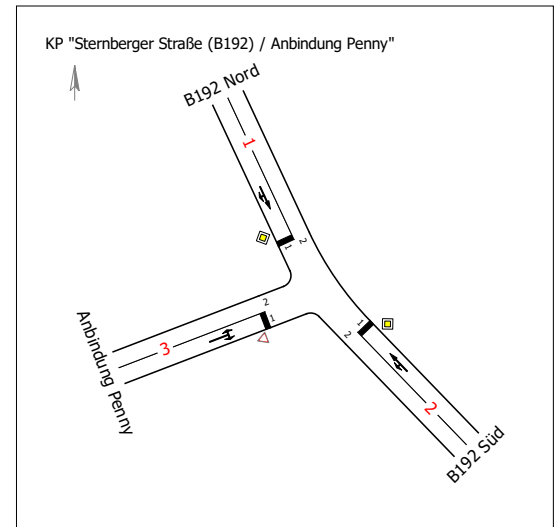 KP "Sternberger Straße (B192) / Anbindung Penny"
B192 Nord
1
1
2
Anbindung Penny
3
2
1
1
2
2
B192 Süd